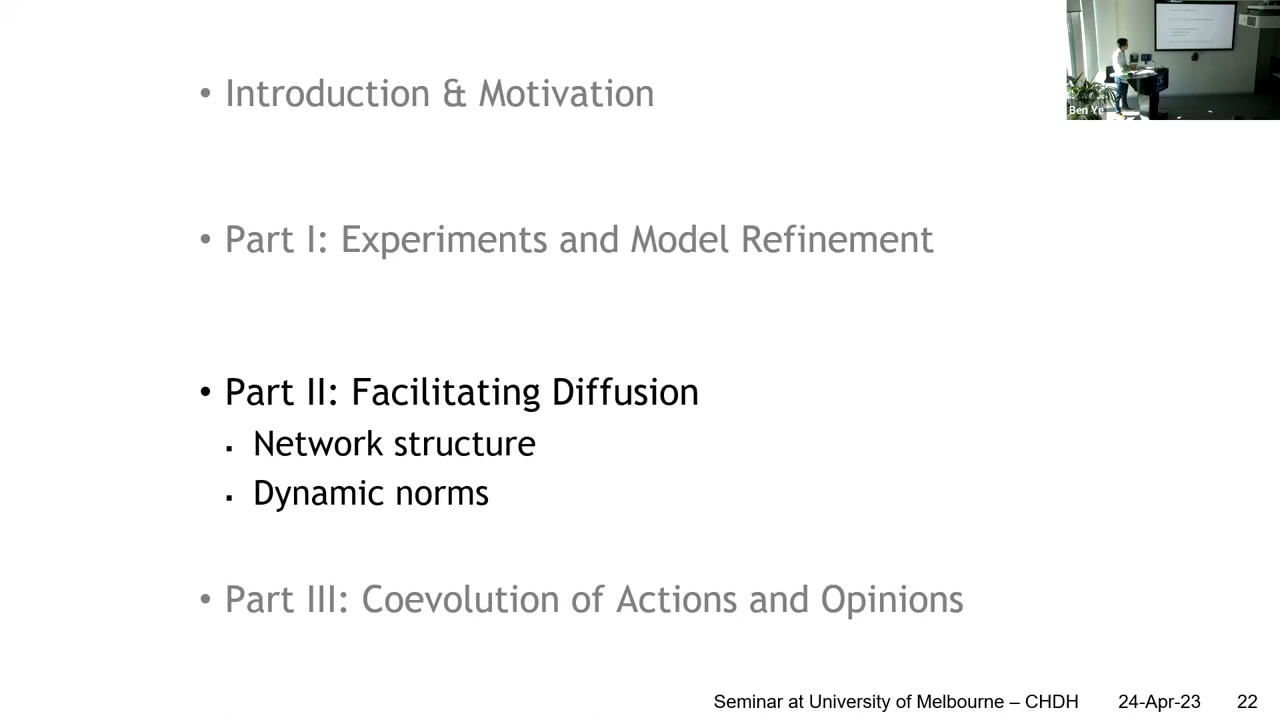 • Introduction & Motivation
Ben Ye
• Part I: Experiments and Model Refinement
• Part II: Facilitating Diffusion
▪ Network structure
▪ Dynamic norms
• Part III: Coevolution of Actions and Opinions
Seminar at University of Melbourne – CHDH 24-Apr-23 22